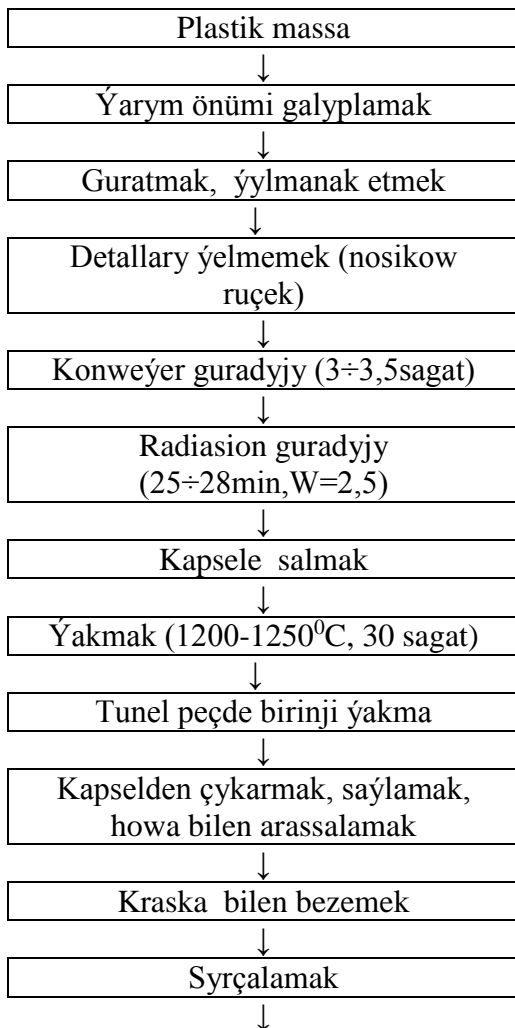 Plastik massa
↓
Ýarym önümi galyplamak
↓
Guratmak, ýylmanak etmek
↓
Detallary ýelmemek (nosikow
ruçek)
↓
Konweýer guradyjy (3÷3,5sagat)
↓
Radiasion guradyjy
(25÷28min,W=2,5)
↓
Kapsele salmak
↓
Ýakmak (1200-1250⁰C, 30 sagat)
↓
Tunel peçde birinji ýakma
↓
Kapselden çykarmak, saýlamak,
howa bilen arassalamak
↓
Kraska bilen bezemek
↓
Syrçalamak
↓